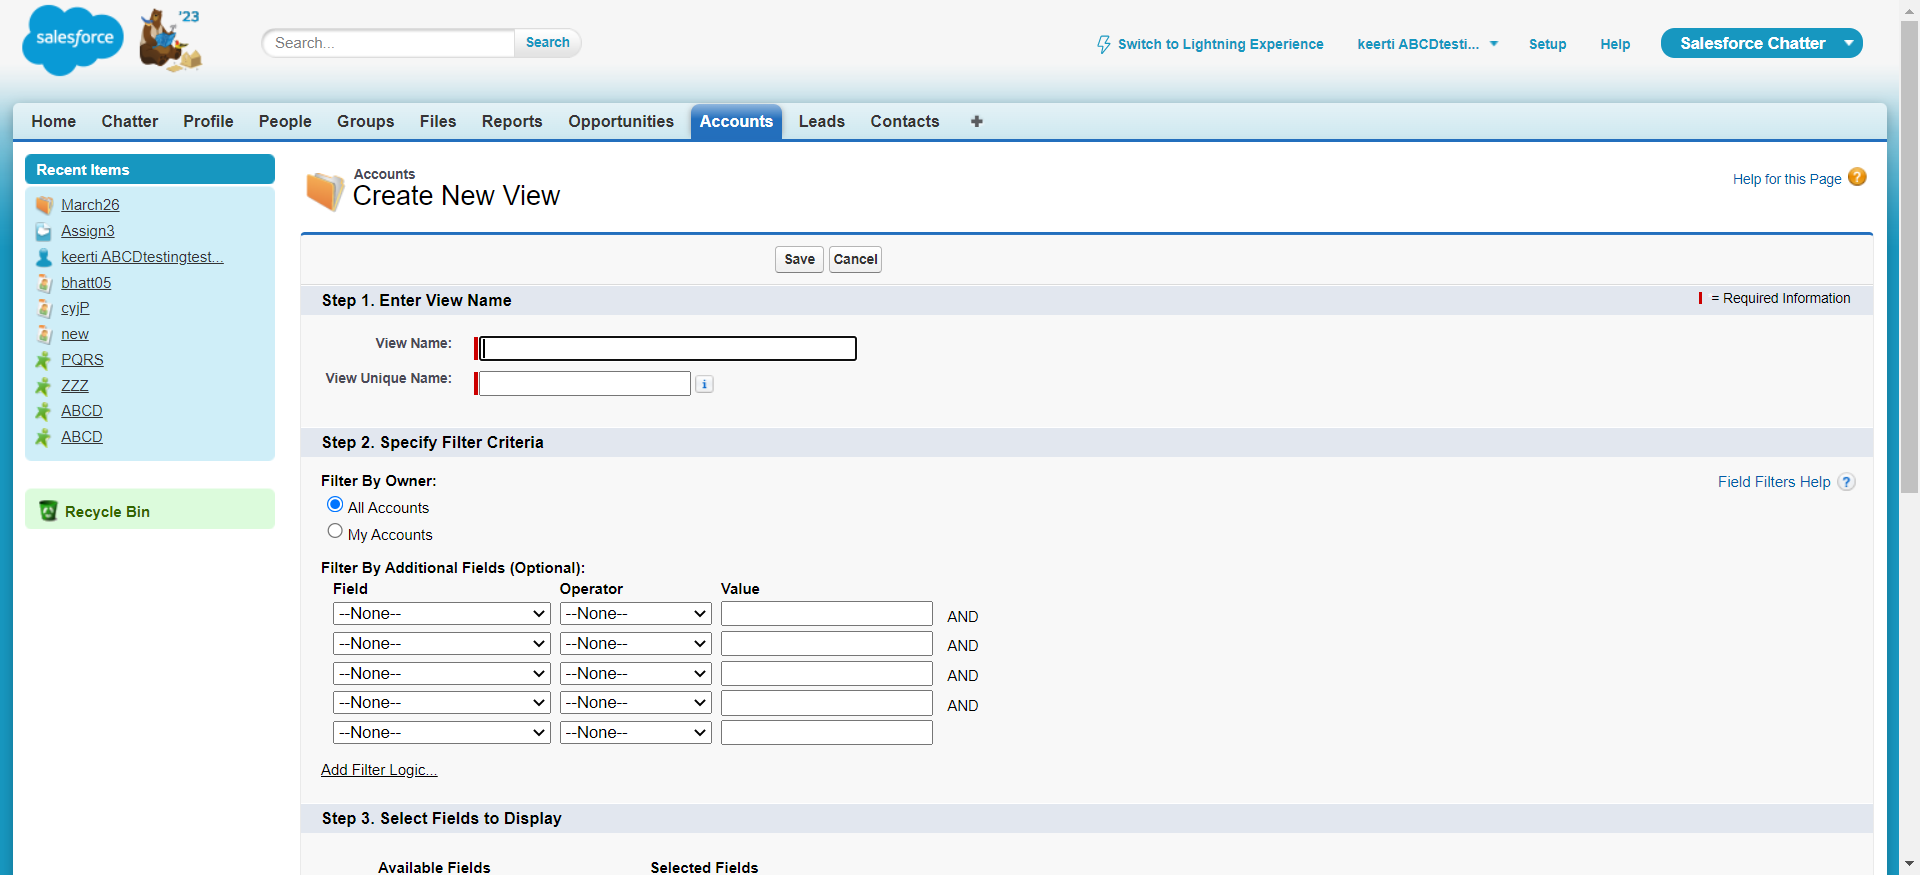 salesforce
'23
Search...
Search
Switch to Lightning Experience
keerti ABCDtesti...
Setup
Help
Salesforce Chatter
Home
Chatter
Profile
People
Groups
Files
Reports
Opportunities
Accounts
Leads
Contacts
Recent Items
March26
Assign3
keerti ABCDtestingtest...
bhatt05
cyjP
new
PQRS
ZZZ
ABCD
ABCD
Recycle Bin
Accounts
Create New View
Help for this Page
Save
Cancel
Step 1. Enter View Name
= Required Information
View Name:
View Unique Name:
Step 2. Specify Filter Criteria
Filter By Owner:
Field Filters Help
All Accounts
My Accounts
Filter By Additional Fields (Optional):
Field Operator Value
--None-- --None-- AND
--None-- --None-- AND
--None-- --None-- AND
--None-- --None-- AND
--None-- --None--
Add Filter Logic...
Step 3. Select Fields to Display
Available Fields Selected Fields